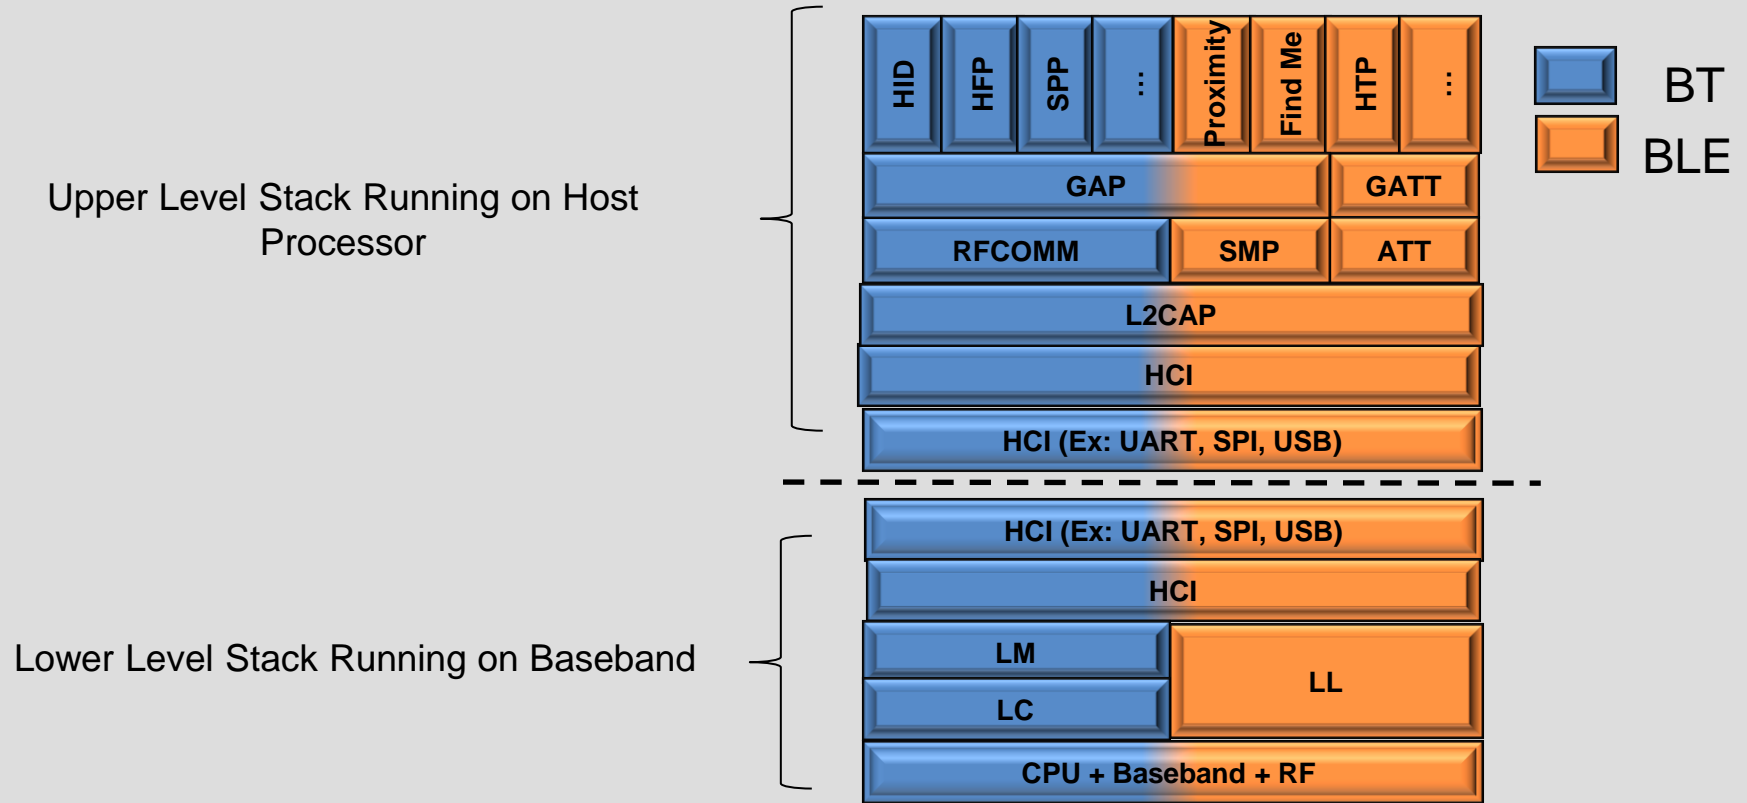 HID
HFP
SPP
...
Proximity
Find Me
HTP
...
BT
BLE
GAP
GATT
Upper Level Stack Running on Host
Processor
RFCOMM
SMP
ATT
L2CAP
HCI
HCI (Ex: UART, SPI, USB)
HCI (Ex: UART, SPI, USB)
HCI
Lower Level Stack Running on Baseband
LM
LL
LC
CPU + Baseband + RF